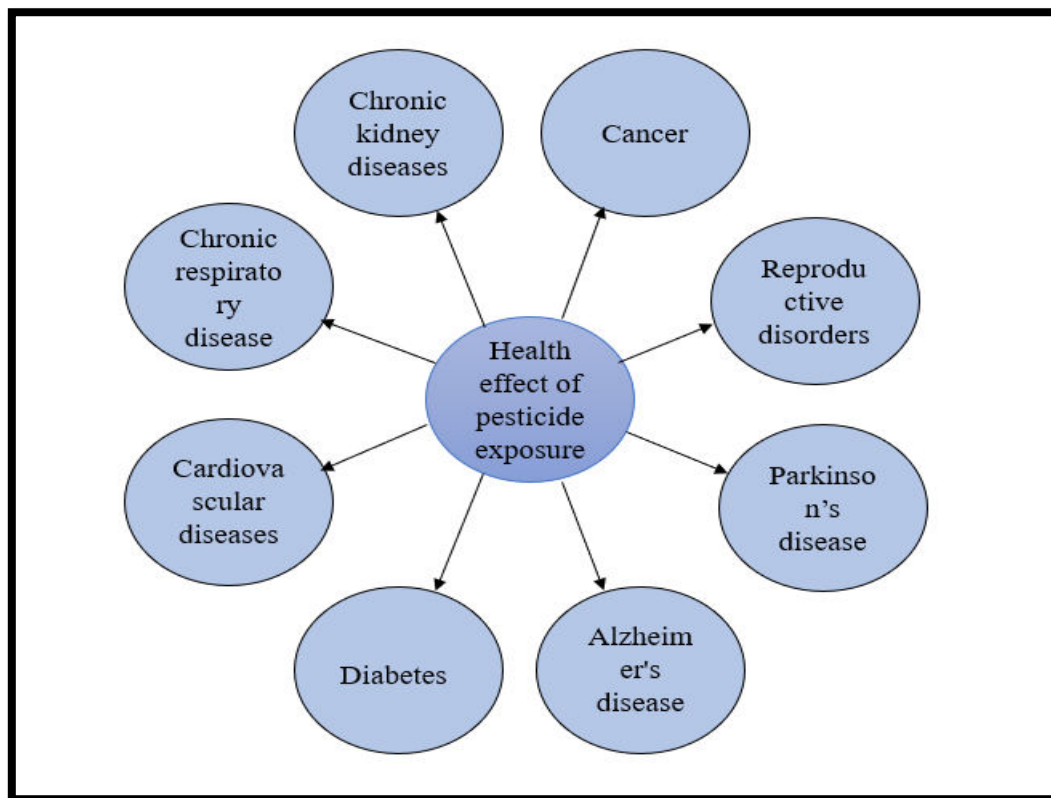 Chronic
kidney
diseases
Cancer
Chronic
respirato
ry
disease
Reprodu
ctive
disorders
Health
effect of
pesticide
exposure
Cardiova
scular
diseases
Parkinso
n’s
disease
Diabetes
Alzheim
er's
disease